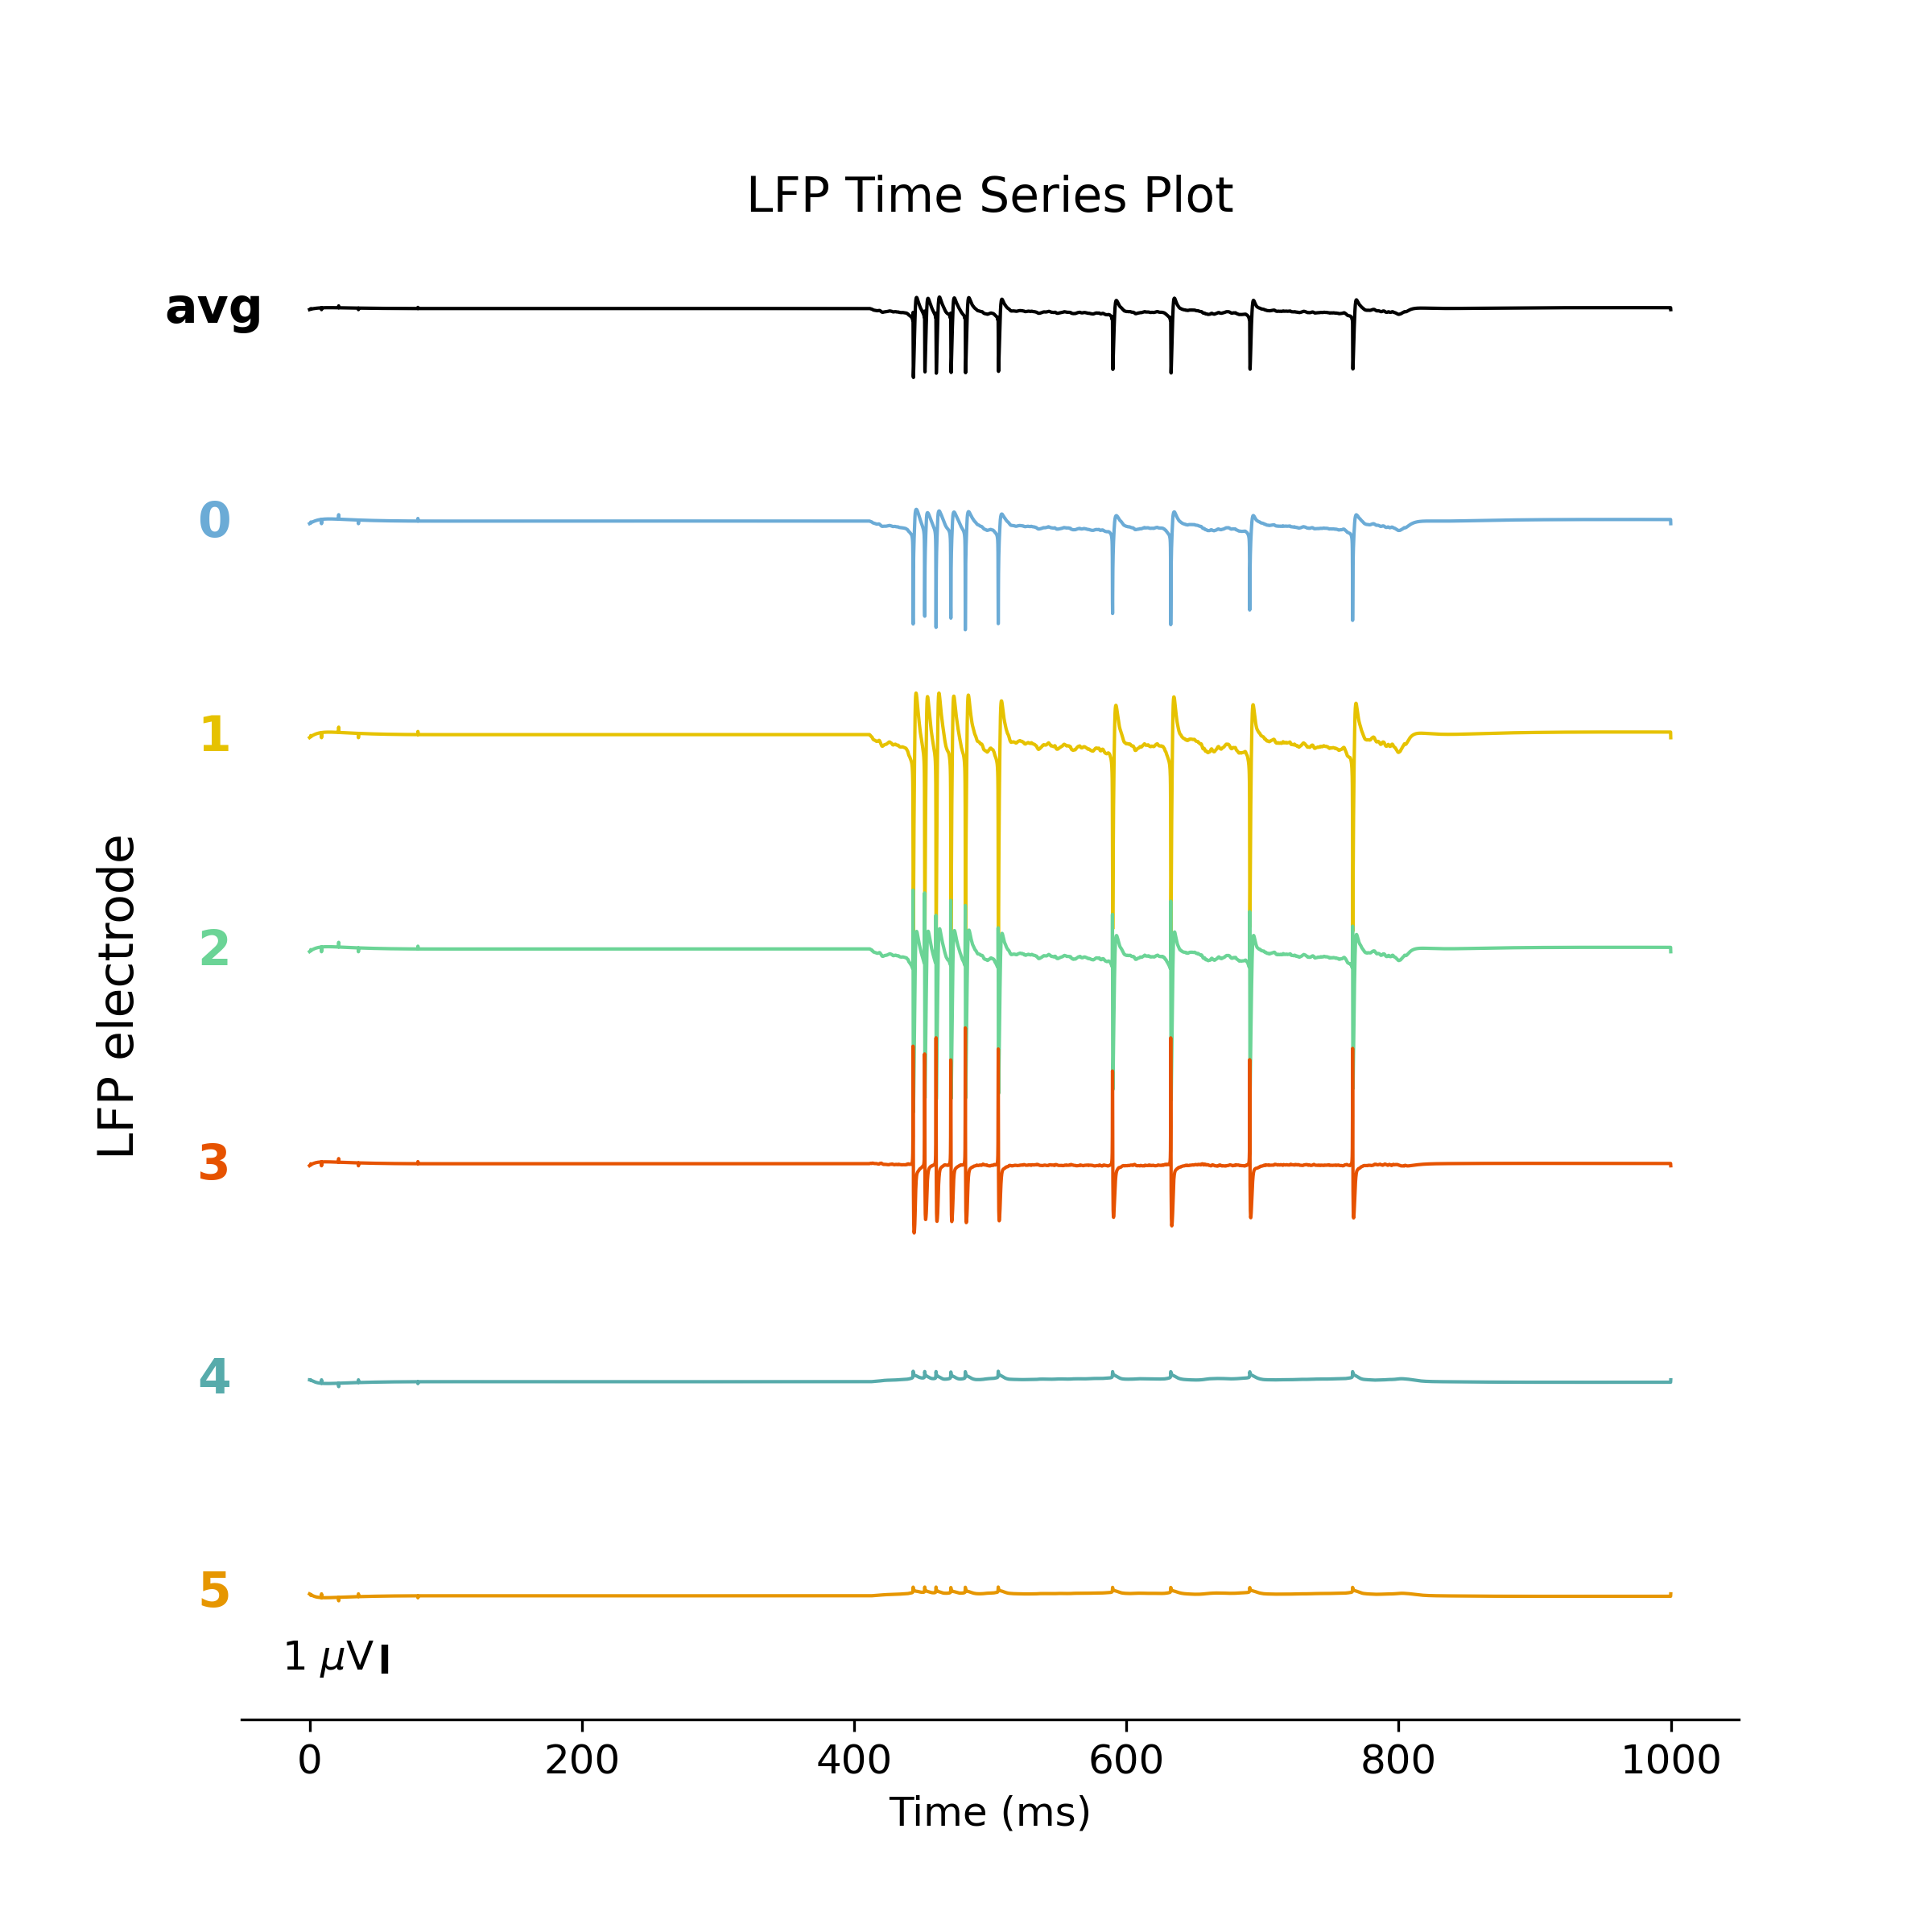 LFP Time Series Plot
avg
0
1
2
3
4
5
LFP electrode
1 μV
0 200 400 600 800 1000
Time (ms)